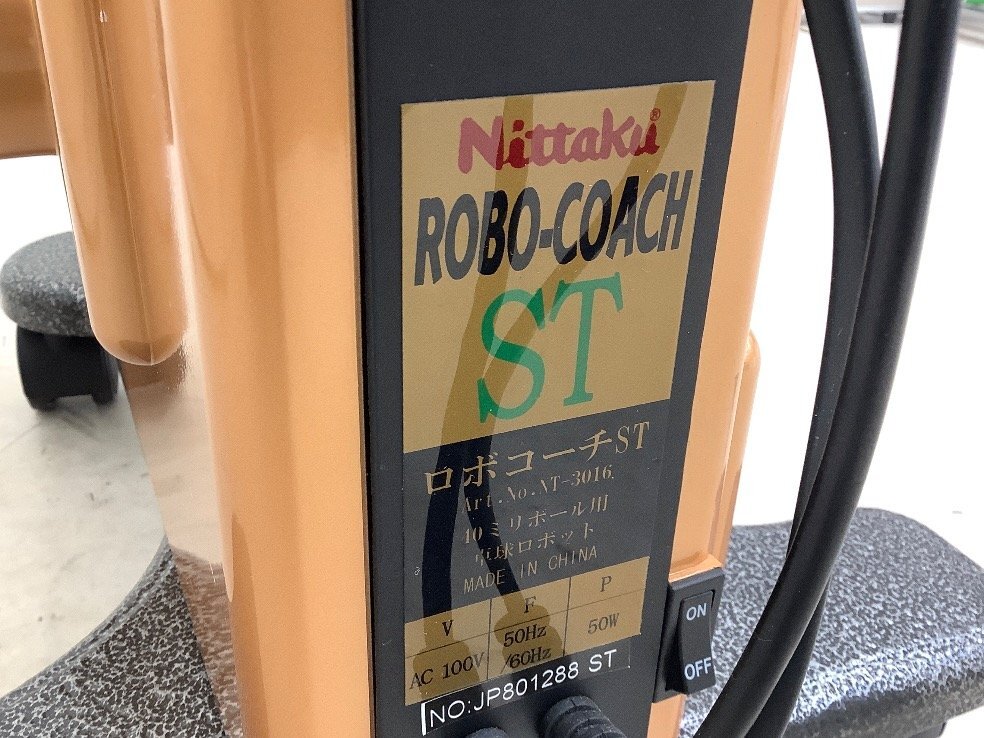 Nittaku®
ROBO-COACH
ST
ロボコーチST
Art.No.NT-3016
40ミリボール用
卓球ロボット
MADE IN CHINA
V F P
AC 100V 50Hz/60Hz 50W
NO:JP801288 ST
ON
OFF